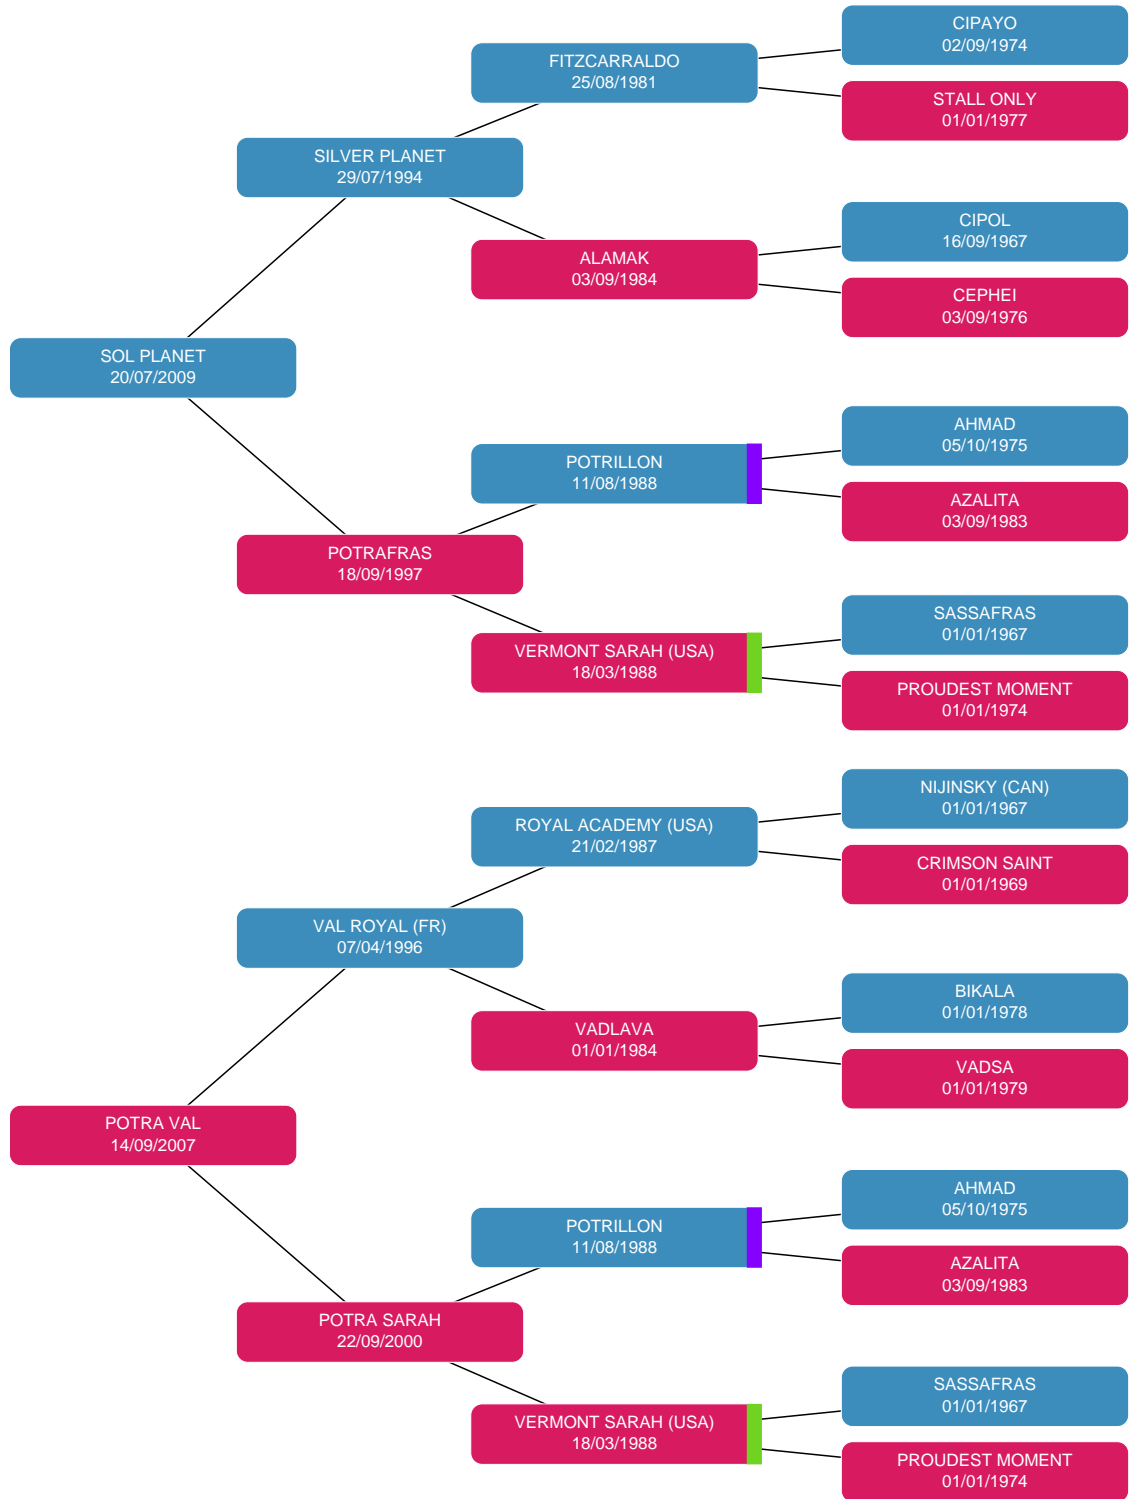 CIPAYO
02/09/1974
FITZCARRALDO
25/08/1981
STALL ONLY
01/01/1977
SILVER PLANET
29/07/1994
CIPOL
16/09/1967
ALAMAK
03/09/1984
CEPHEI
03/09/1976
SOL PLANET
20/07/2009
AHMAD
05/10/1975
POTRILLON
11/08/1988
AZALITA
03/09/1983
POTRAFRAS
18/09/1997
SASSAFRAS
01/01/1967
VERMONT SARAH (USA)
18/03/1988
PROUDEST MOMENT
01/01/1974
NIJINSKY (CAN)
01/01/1967
ROYAL ACADEMY (USA)
21/02/1987
CRIMSON SAINT
01/01/1969
VAL ROYAL (FR)
07/04/1996
BIKALA
01/01/1978
VADLAVA
01/01/1984
VADSA
01/01/1979
POTRA VAL
14/09/2007
AHMAD
05/10/1975
POTRILLON
11/08/1988
AZALITA
03/09/1983
POTRA SARAH
22/09/2000
SASSAFRAS
01/01/1967
VERMONT SARAH (USA)
18/03/1988
PROUDEST MOMENT
01/01/1974